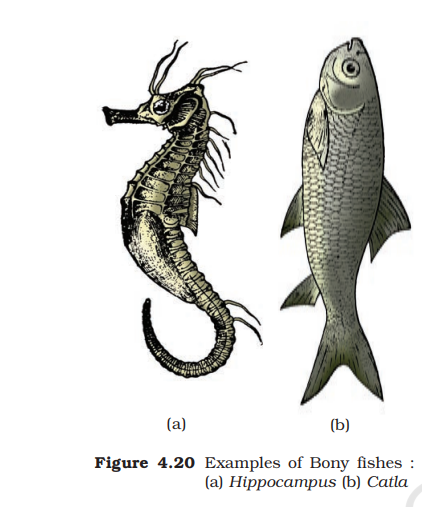 (a)
(b)
Figure 4.20 Examples of Bony fishes :
(a) Hippocampus (b) Catla